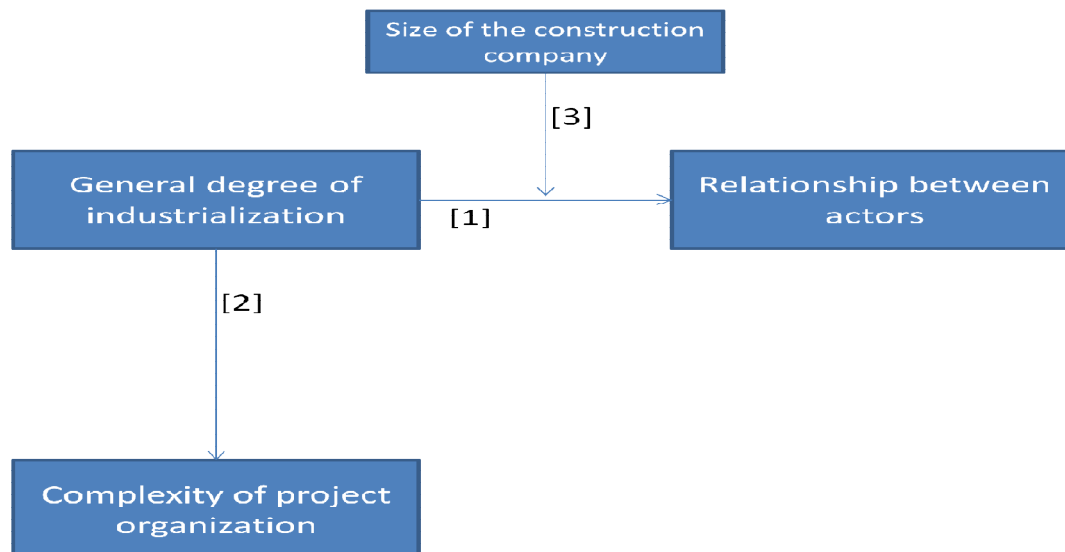 Size of the construction
company
[3]
General degree of
industrialization
[1]
Relationship between
actors
[2]
Complexity of project
organization